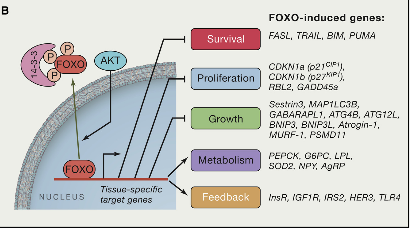 B
FOXO-induced genes:
14-3-3
P
P
P
FOXO
AKT
FOXO
NUCLEUS
Tissue-specific
target genes
Survival
FASL, TRAIL, BIM, PUMA
Proliferation
CDKN1a (p21CIP1)
CDKN1b (p27KIP1),
RBL2, GADD45a
Growth
Sestrin3, MAP1LC3B,
GABARAPL1, ATG4B, ATG12L,
BNIP3, BNIP3L, Atrogin-1,
MURF-1, PSMD11
Metabolism
PEPCK, G6PC, LPL,
SOD2, NPY, AgRP
Feedback
InsR, IGF1R, IRS2, HER3, TLR4